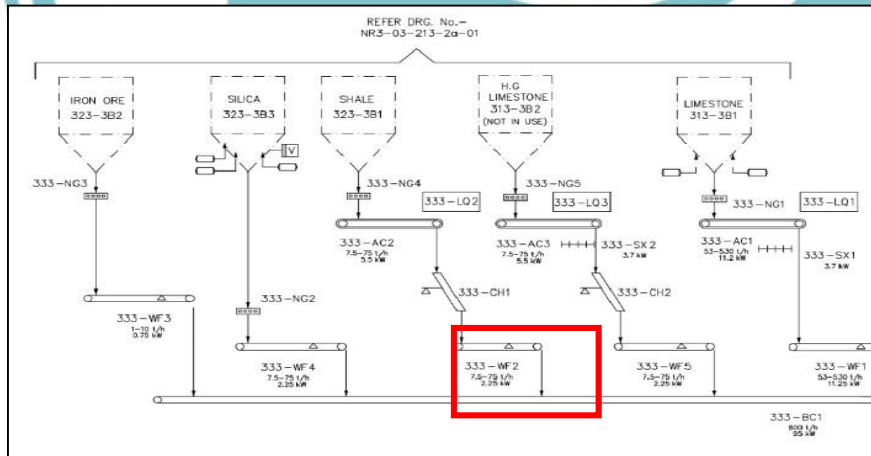 REFER DRG. No.-
NR3-03-213-2a-01
IRON ORE
323-3B2
SILICA
323-3B3
SHALE
323-3B1
H.G
LIMESTONE
313-3B2
(NOT IN USE)
LIMESTONE
313-3B1
V
333-NG3
333-NG4
333-LQ2
333-NG5
333-LQ3
333-NG1
333-LQ1
333-AC2
7.5-75 t/h
5.5 kW
333-AC3
7.5-75 t/h
5.5 kW
333-SX2
3.7 kW
333-AC1
53-530 t/h
11.2 kW
333-SX1
3.7 kW
333-CH1
333-CH2
333-NG2
333-WF3
1-10 t/h
0.75 kW
333-WF4
7.5-75 t/h
2.25 kW
333-WF2
7.5-75 t/h
2.25 kW
333-WF5
7.5-75 t/h
2.25 kW
333-WF1
53-530 t/h
11.25 kW
333-BC1
600 t/h
95 kW